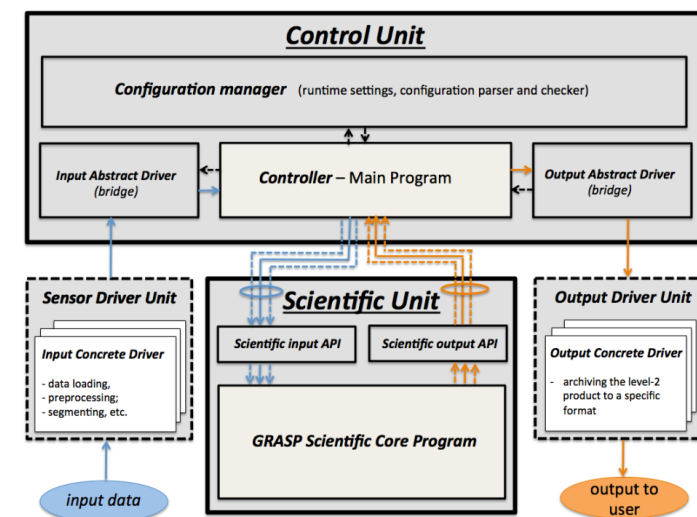 Control Unit
Configuration manager (runtime settings, configuration parser and checker)
Input Abstract Driver
(bridge)
Controller – Main Program
Output Abstract Driver
(bridge)
Sensor Driver Unit
Input Concrete Driver
- data loading,
- preprocessing;
- segmenting, etc.
input data
Scientific Unit
Scientific input API
Scientific output API
GRASP Scientific Core Program
Output Driver Unit
Output Concrete Driver
- archiving the level-2
product to a specific
format
output to
user